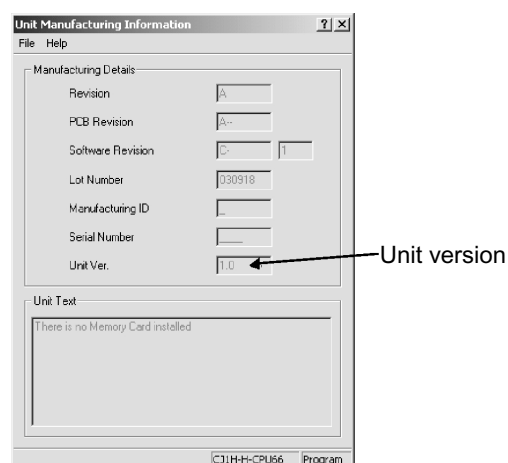 Unit Manufacturing Information ? ×
File Help
Manufacturing Details
Revision A
PCB Revision A--
Software Revision C- 1
Lot Number 030918
Manufacturing ID _
Serial Number ____
Unit Ver. 1.0
Unit version
Unit Text
There is no Memory Card installed
CJ1H-H-CPU66 Program